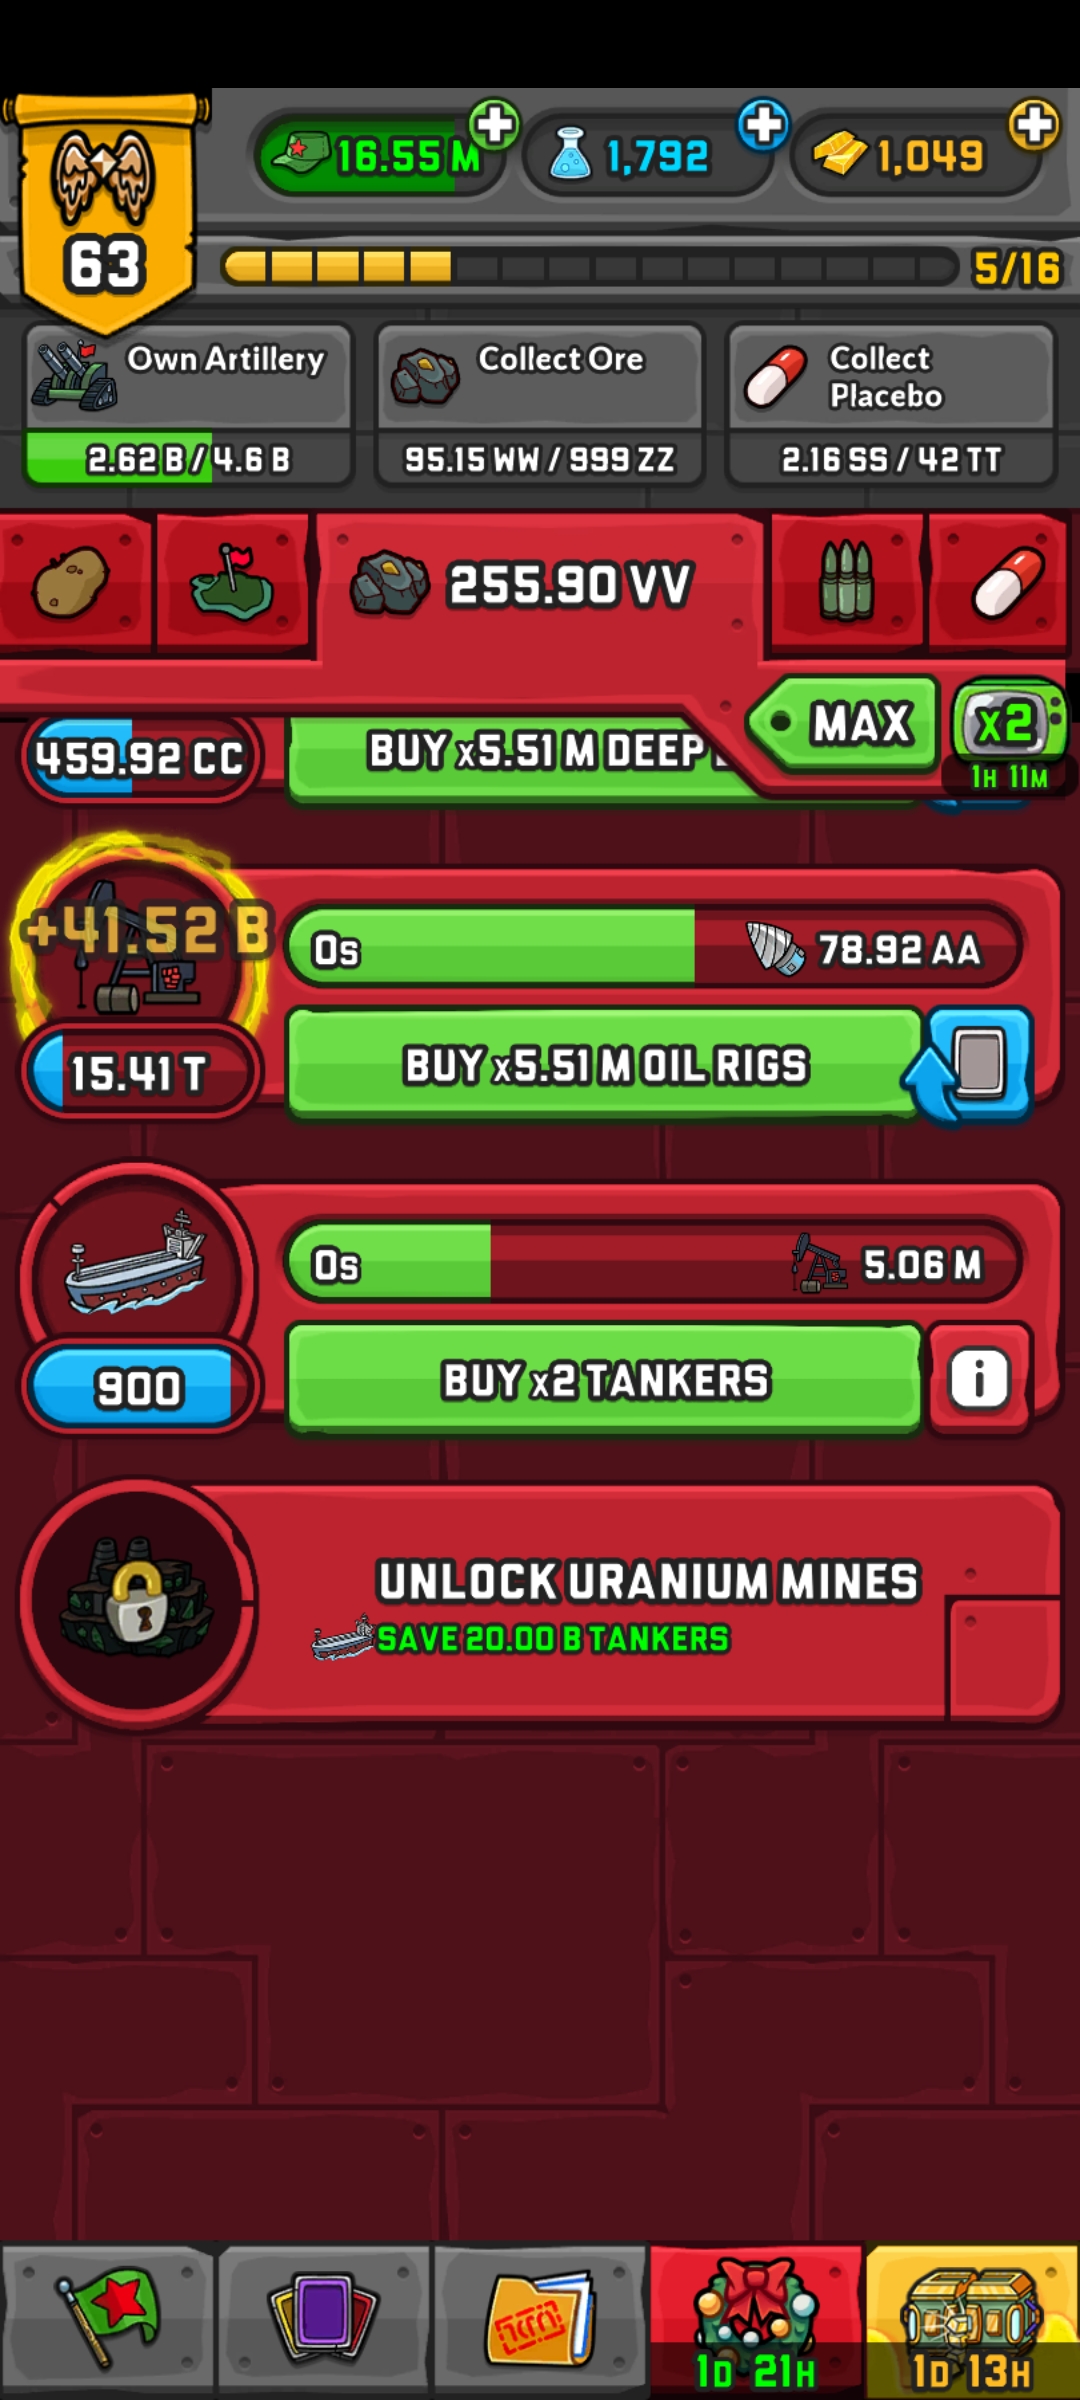 16.55 M
1,792
1,049
63
5/16
Own Artillery
2.62 B / 4.6 B
Collect Ore
95.15 WW / 999 ZZ
Collect
Placebo
2.16 SS / 42 TT
255.90 VV
MAX
x2
1H 11M
459.92 CC
BUY x5.51 M DEEP
+41.52 B
0s
78.92 AA
15.41 T
BUY x5.51 M OIL RIGS
0s
5.06 M
900
BUY x2 TANKERS
i
UNLOCK URANIUM MINES
SAVE 20.00 B TANKERS
1D 21H
1D 13H